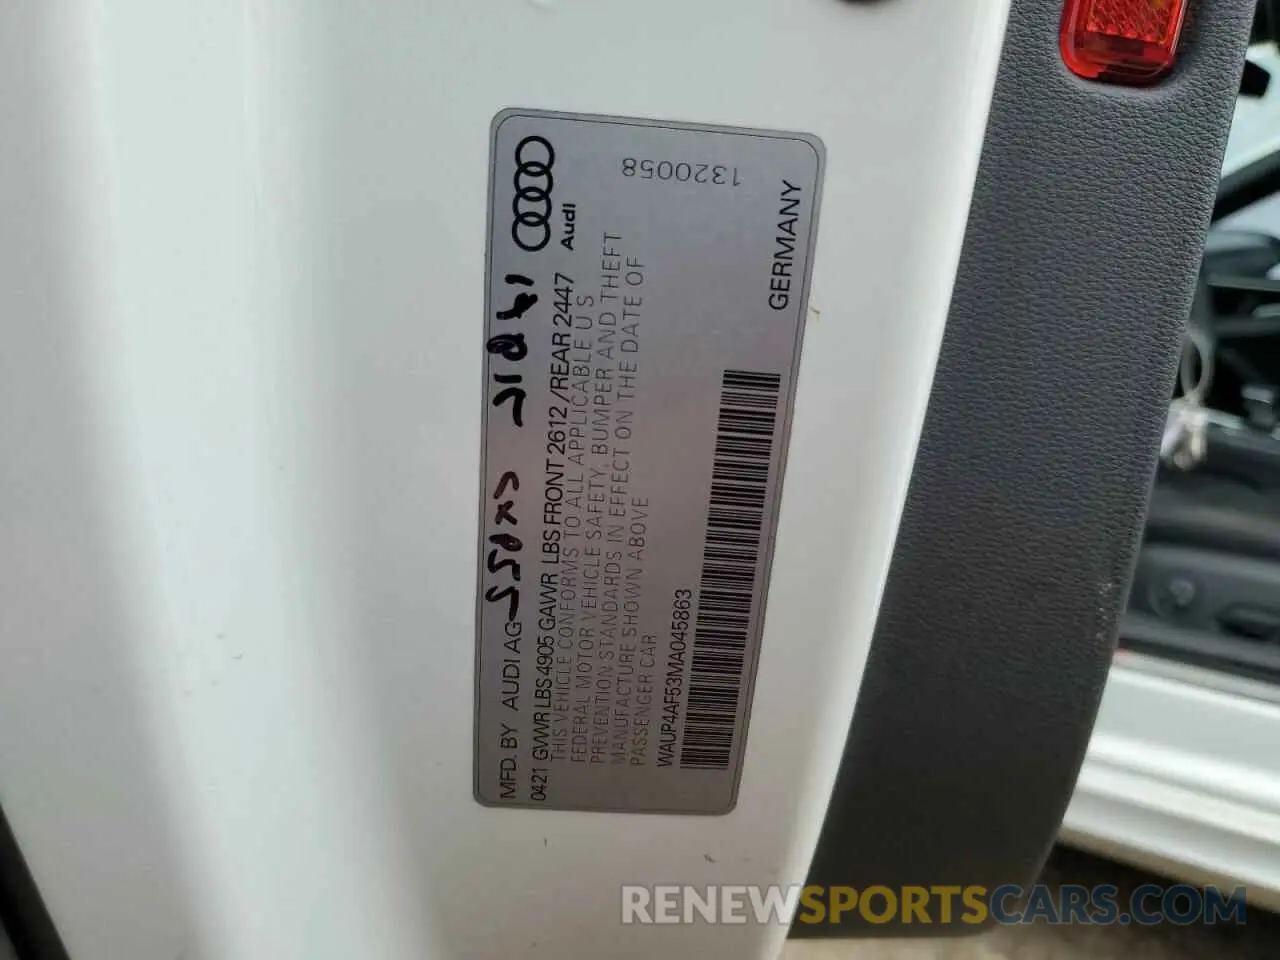 MFD. BY AUDI AG
0421 GVWR LBS 4905 GAWR LBS FRONT 2612 /REAR 2447
THIS VEHICLE CONFORMS TO ALL APPLICABLE U S
FEDERAL MOTOR VEHICLE SAFETY, BUMPER AND THEFT
PREVENTION STANDARDS IN EFFECT ON THE DATE OF
MANUFACTURE SHOWN ABOVE
PASSENGER CAR
WAUP4AF53MA045863
Audi
1320058
GERMANY
RENEWSPORTSCARS.COM